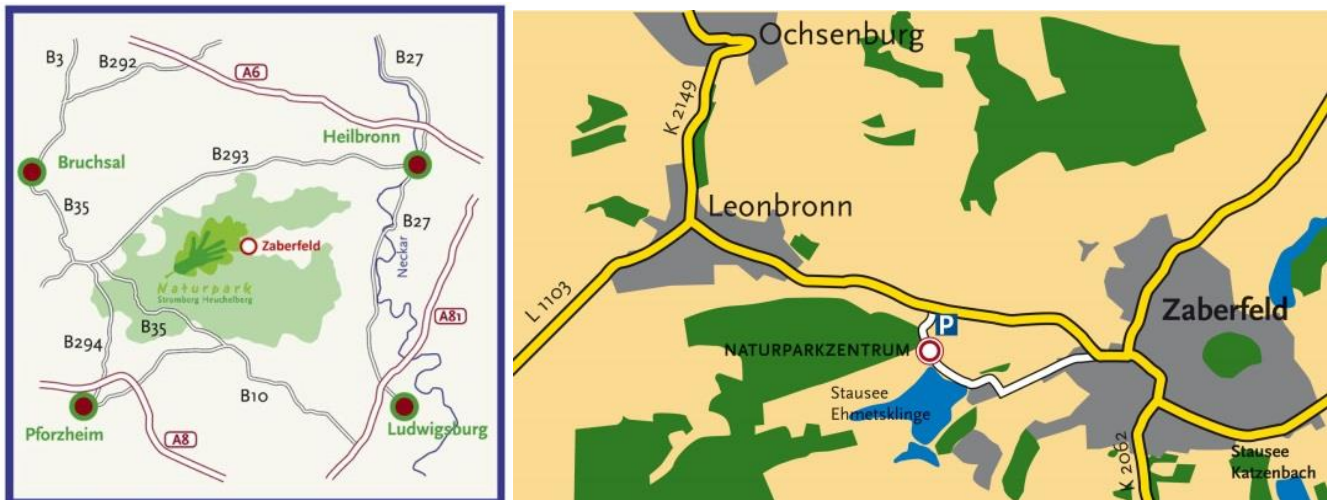 B3
B292
A6
B27
Heilbronn
Bruchsal
B293
B35
B27
Zaberfeld
Neckar
Naturpark
Stromberg Heuchelberg
B35
A81
B294
B10
Pforzheim
A8
Ludwigsburg
Ochsenburg
K 2149
Leonbronn
L 1103
Zaberfeld
P
NATURPARKZENTRUM
Stausee
Ehmetsklinge
K 2062
Stausee
Katzenbach